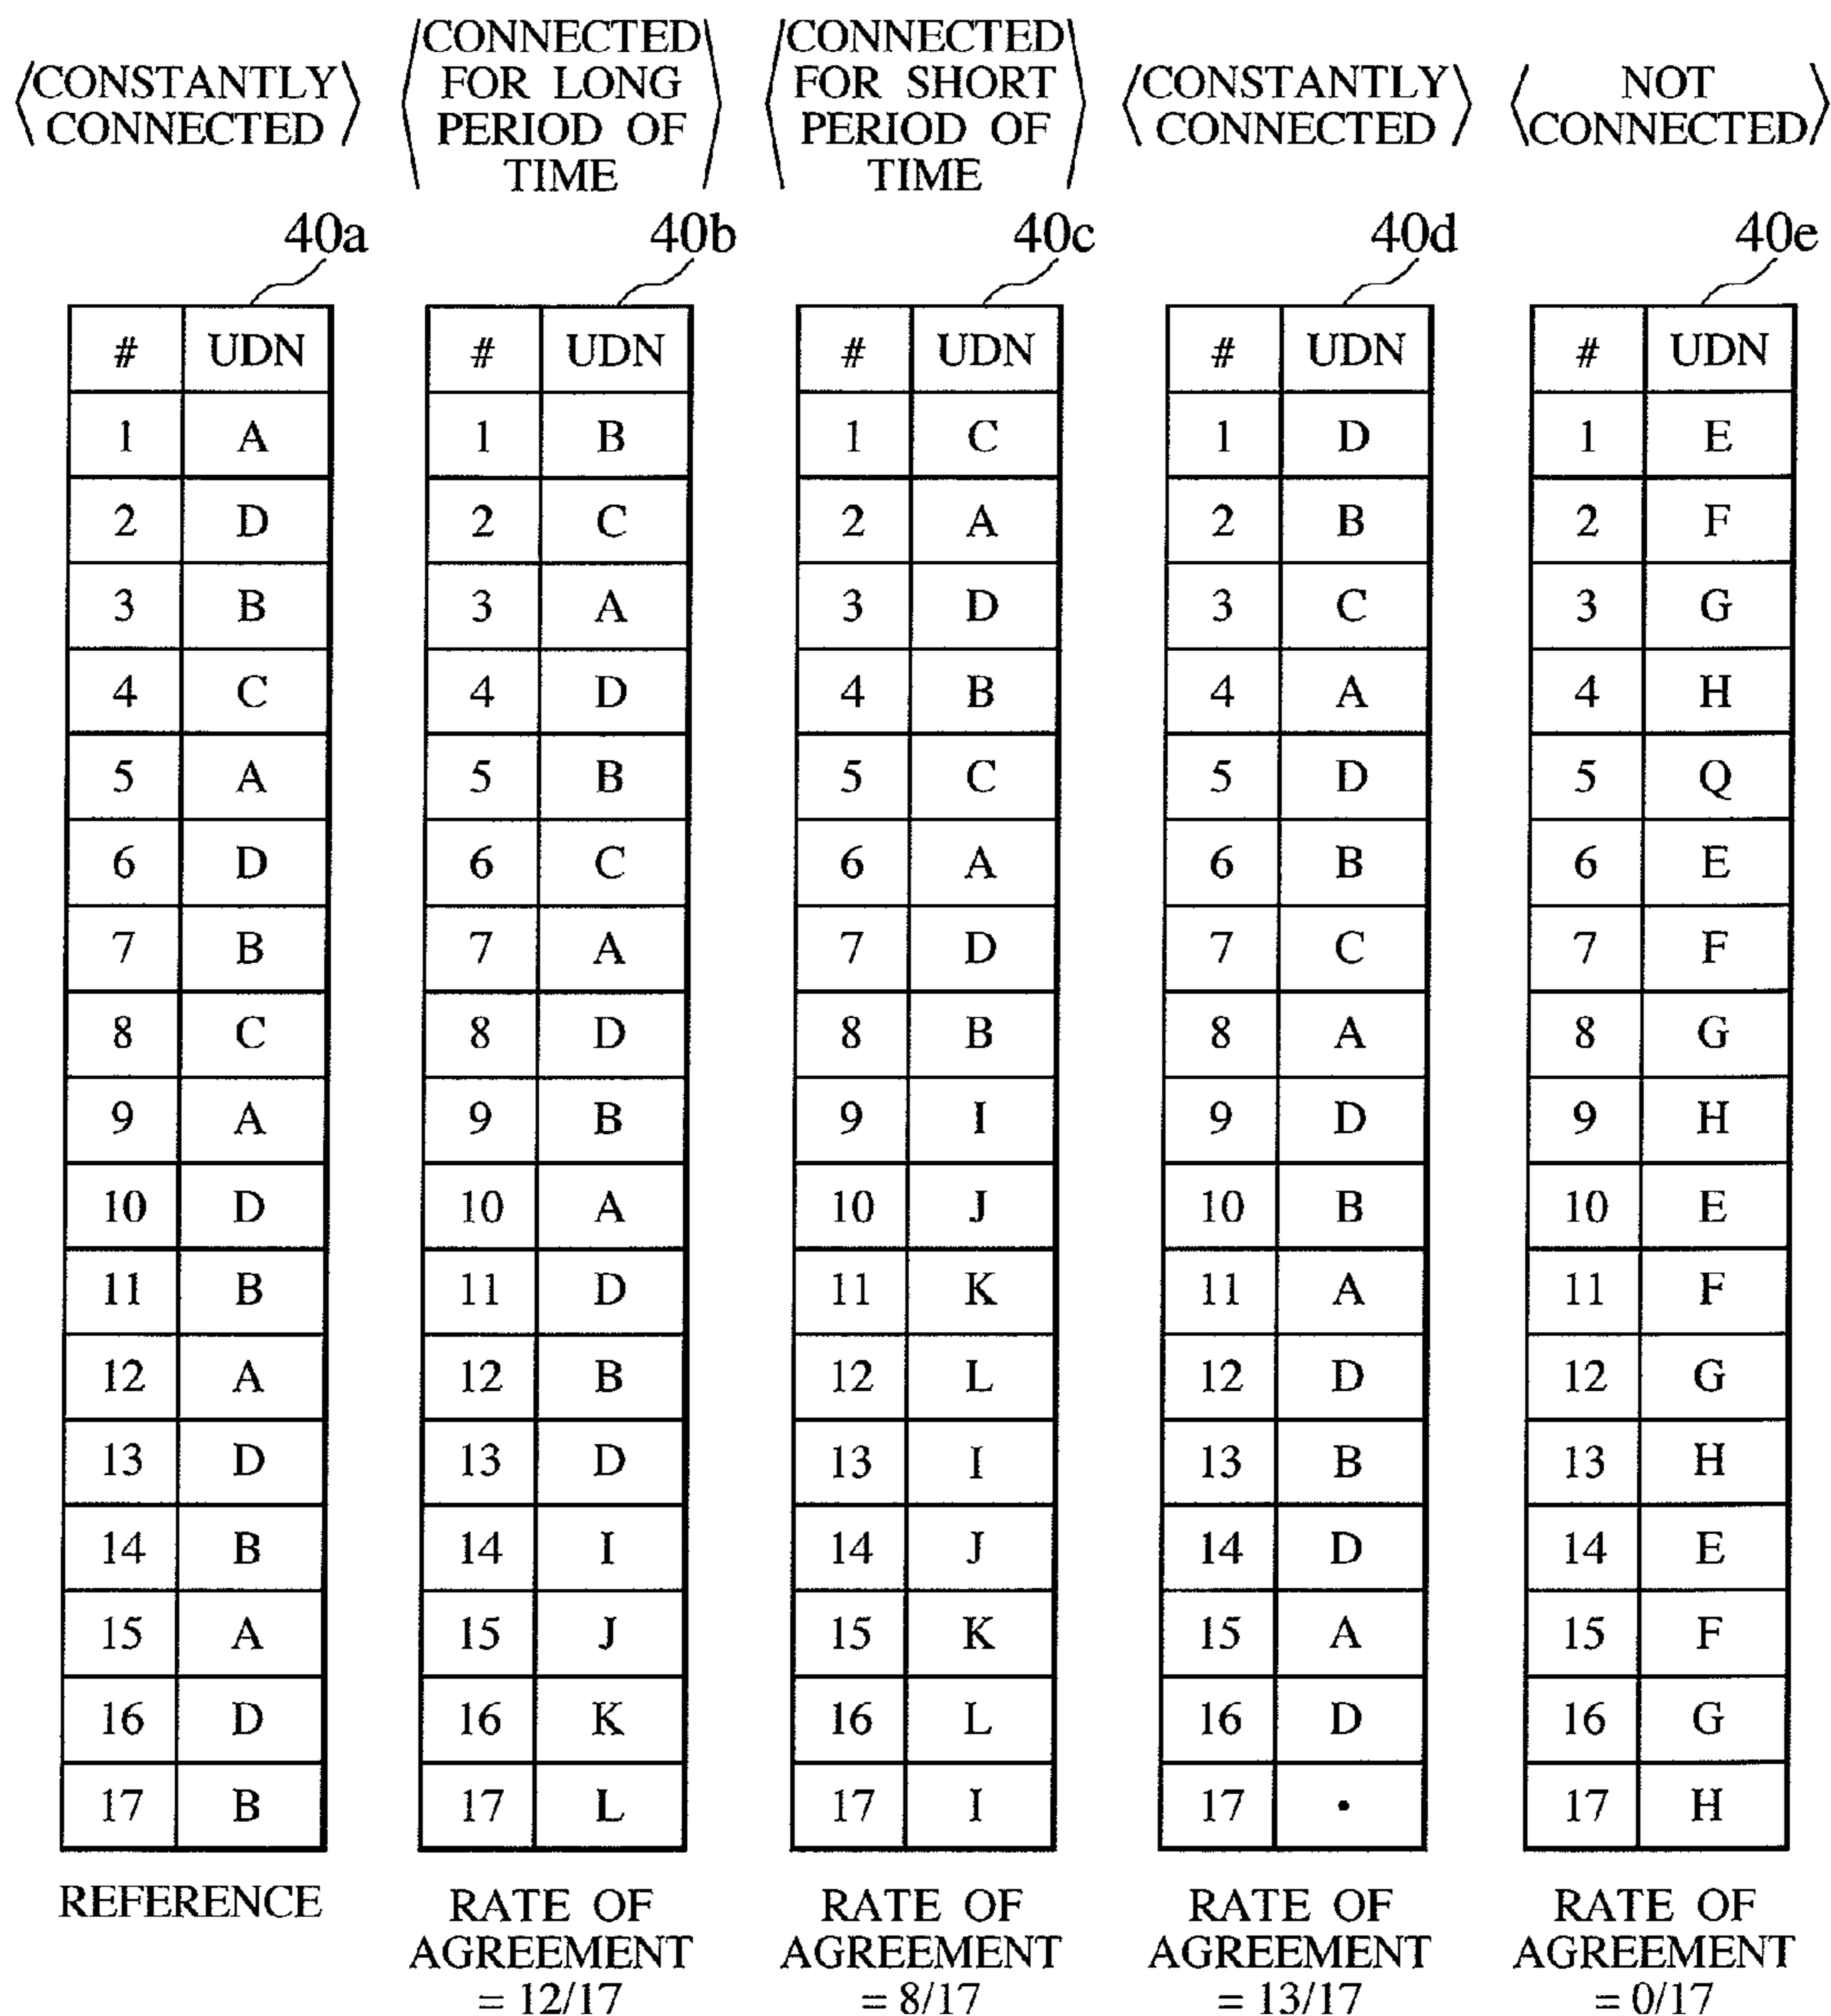 CONSTANTLY
CONNECTED
CONNECTED
FOR LONG
PERIOD OF
TIME
CONNECTED
FOR SHORT
PERIOD OF
TIME
CONSTANTLY
CONNECTED
NOT
CONNECTED
40a 40b 40c 40d 40e
# UDN # UDN # UDN # UDN # UDN
1 A 1 B 1 C 1 D 1 E
2 D 2 C 2 A 2 B 2 F
3 B 3 A 3 D 3 C 3 G
4 C 4 D 4 B 4 A 4 H
5 A 5 B 5 C 5 D 5 Q
6 D 6 C 6 A 6 B 6 E
7 B 7 A 7 D 7 C 7 F
8 C 8 D 8 B 8 A 8 G
9 A 9 B 9 I 9 D 9 H
10 D 10 A 10 J 10 B 10 E
11 B 11 D 11 K 11 A 11 F
12 A 12 B 12 L 12 D 12 G
13 D 13 D 13 I 13 B 13 H
14 B 14 I 14 J 14 D 14 E
15 A 15 J 15 K 15 A 15 F
16 D 16 K 16 L 16 D 16 G
17 B 17 L 17 I 17 • 17 H
REFERENCE
RATE OF
AGREEMENT
= 12/17
RATE OF
AGREEMENT
= 8/17
RATE OF
AGREEMENT
= 13/17
RATE OF
AGREEMENT
= 0/17